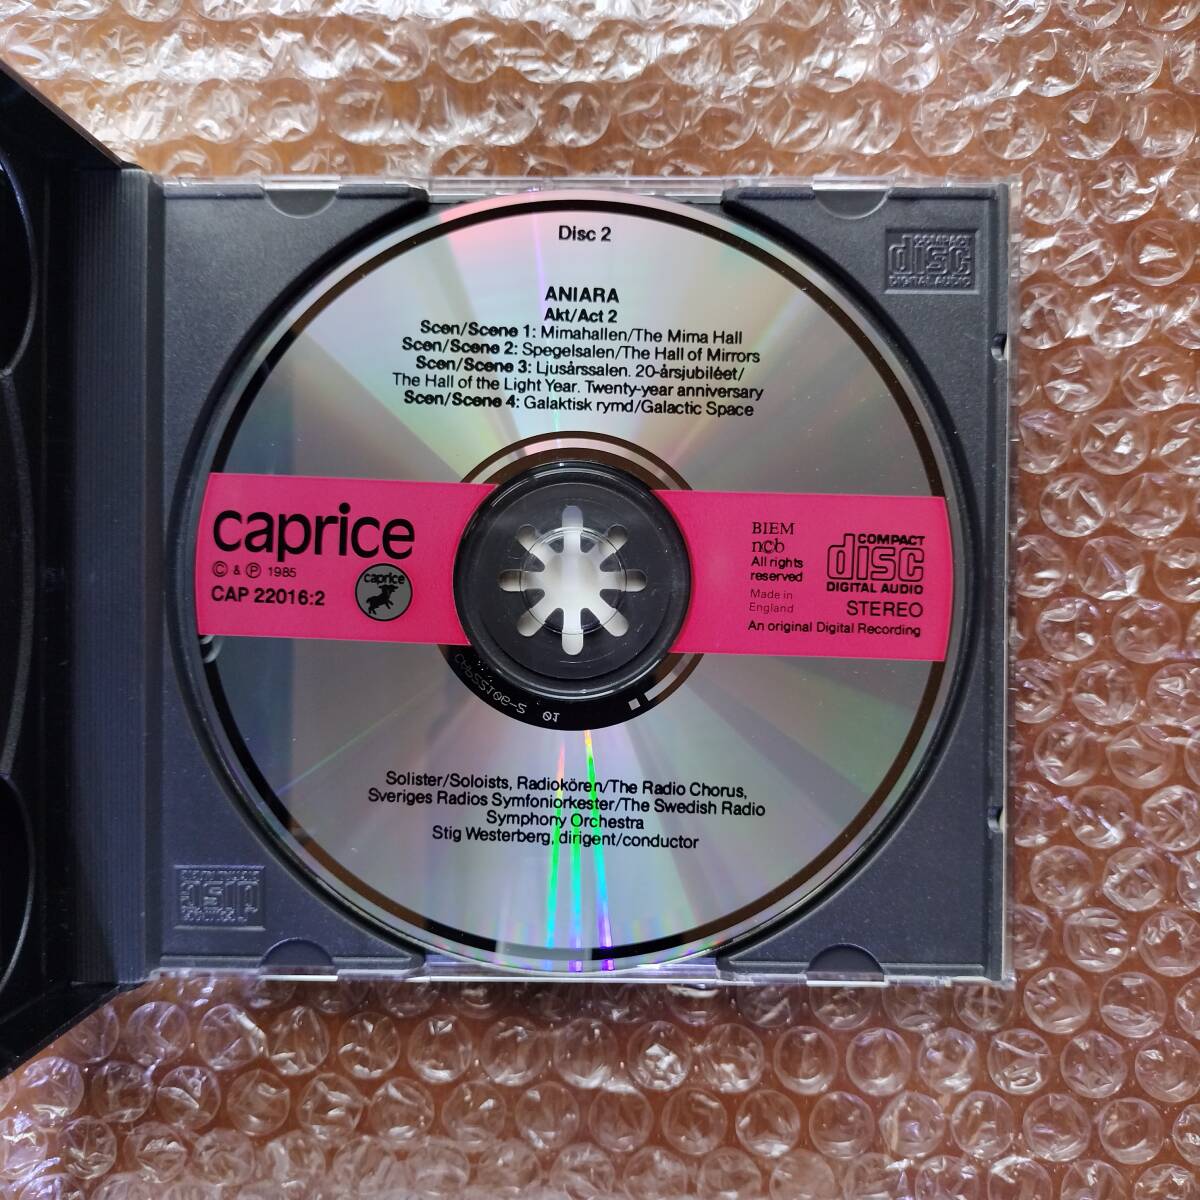 Disc 2
ANIARA
Akt/Act 2
Scen/Scene 1: Mimahallen/The Mima Hall
Scen/Scene 2: Spegelsalen/The Hall of Mirrors
Scen/Scene 3: Ljusårssalen. 20-årsjubiléet/
The Hall of the Light Year. Twenty-year anniversary
Scen/Scene 4: Galaktisk rymd/Galactic Space
caprice
© & ℗ 1985
caprice
CAP 22016:2
BIEM
ncb
All rights
reserved
Made in
England
COMPACT
disc
DIGITAL AUDIO
STEREO
An original Digital Recording
Solister/Soloists, Radiokören/The Radio Chorus,
Sveriges Radios Symfoniorkester/The Swedish Radio
Symphony Orchestra
Stig Westerberg, dirigent/conductor
COMPACT
disc
DIGITAL AUDIO
COMPACT
disc
DIGITAL AUDIO